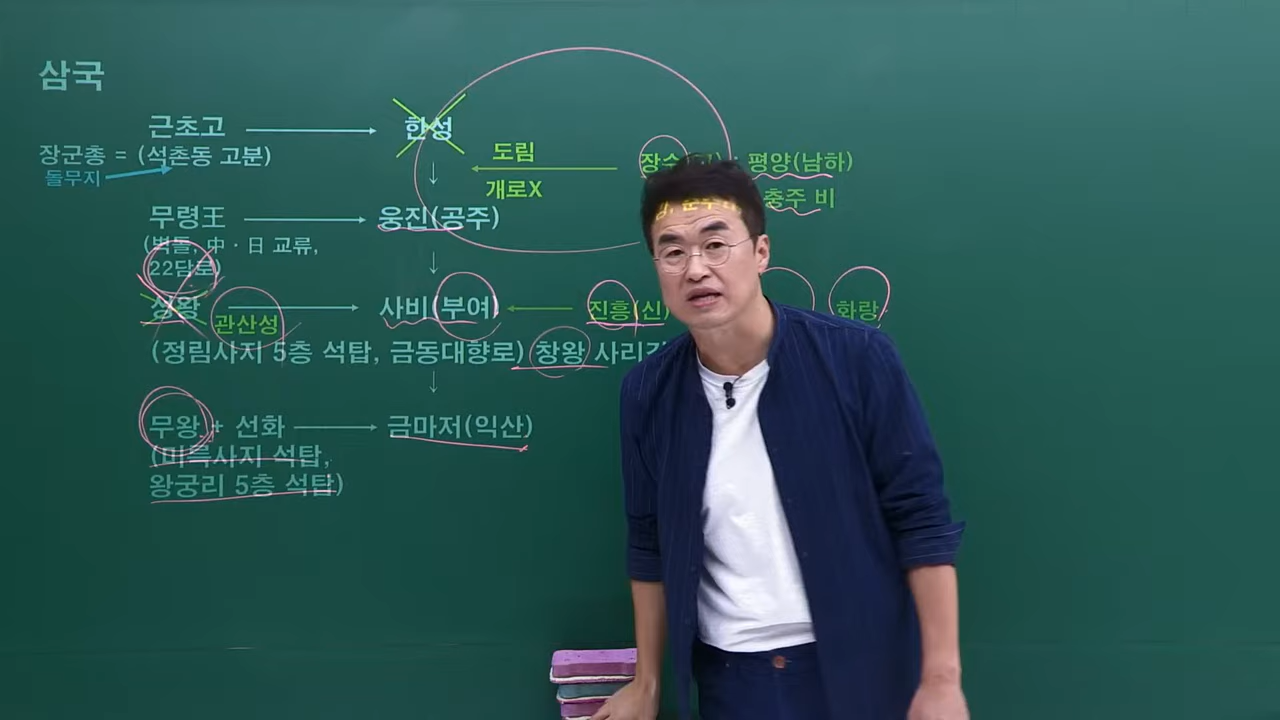 삼국
근초고 → 한성
장군총 = (석촌동 고분)
돌무지
도림
개로X
장수 평양(남하)
충주 비
무령王 → 웅진(공주)
(벽돌, 中·日 교류,
22담로)
성왕 → 사비(부여) ← 진흥(신) 화랑
관산성
(정림사지 5층 석탑, 금동대향로) 창왕 사리
무왕 + 선화 → 금마저(익산)
(미륵사지 석탑,
왕궁리 5층 석탑)